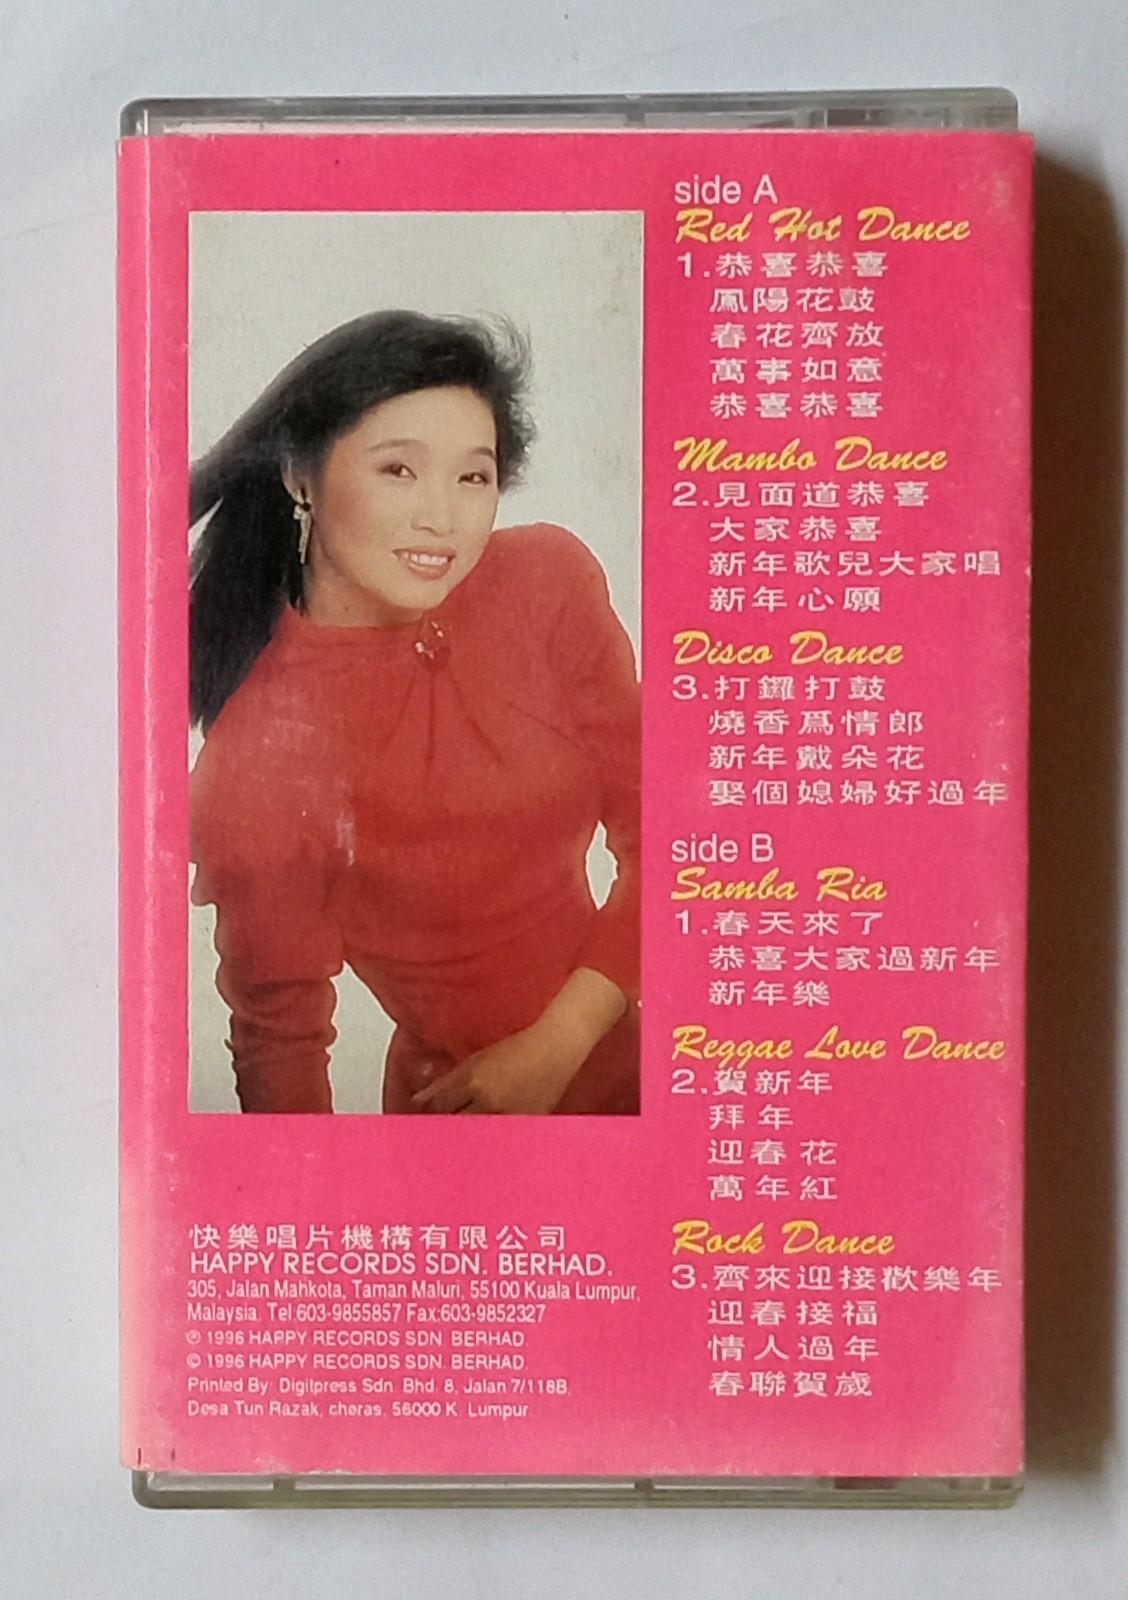 side A
Red Hot Dance
1.恭喜恭喜
鳳陽花鼓
春花齊放
萬事如意
恭喜恭喜
Mambo Dance
2.見面道恭喜
大家恭喜
新年歌兒大家唱
新年心願
Disco Dance
3.打鑼打鼓
燒香爲情郎
新年戴朵花
娶個媳婦好過年
side B
Samba Ria
1.春天來了
恭喜大家過新年
新年樂
Reggae Love Dance
2.賀新年
拜年
迎春花
萬年紅
Rock Dance
3.齊來迎接歡樂年
迎春接福
情人過年
春聯賀歲
快樂唱片機構有限公司
HAPPY RECORDS SDN. BERHAD.
305, Jalan Mahkota, Taman Maluri, 55100 Kuala Lumpur,
Malaysia. Tel:603-9855857 Fax:603-9852327
℗ 1996 HAPPY RECORDS SDN. BERHAD.
© 1996 HAPPY RECORDS SDN. BERHAD.
Printed By: Digitpress Sdn. Bhd. 8, Jalan 7/118B,
Desa Tun Razak, cheras, 56000 K. Lumpur.